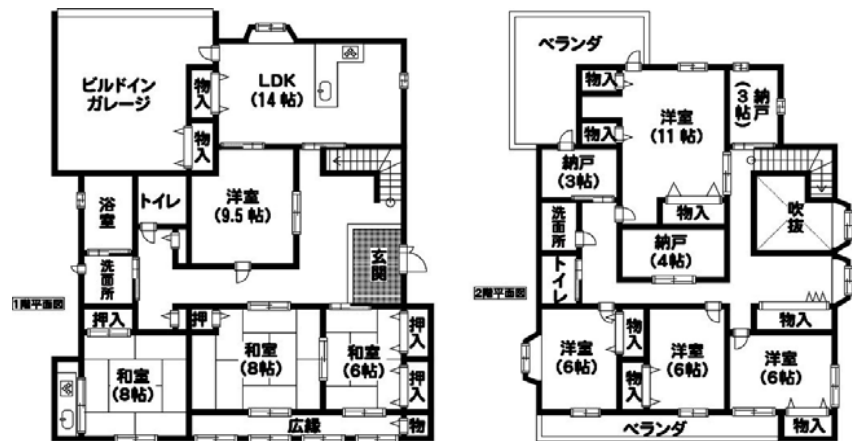 ビルドイン
ガレージ
物入
物入
LDK
(14帖)
浴室
トイレ
洋室
(9.5帖)
洗面所
玄関
1階平面図
押入
押
和室
(8帖)
和室
(8帖)
和室
(6帖)
押入
押入
広縁
物
ベランダ
物入
物入
洋室
(11帖)
納戸
(3帖)
納戸
(3帖)
物入
吹抜
洗面所
納戸
(4帖)
トイレ
2階平面図
物入
洋室
(6帖)
物入
物入
洋室
(6帖)
洋室
(6帖)
物入
ベランダ